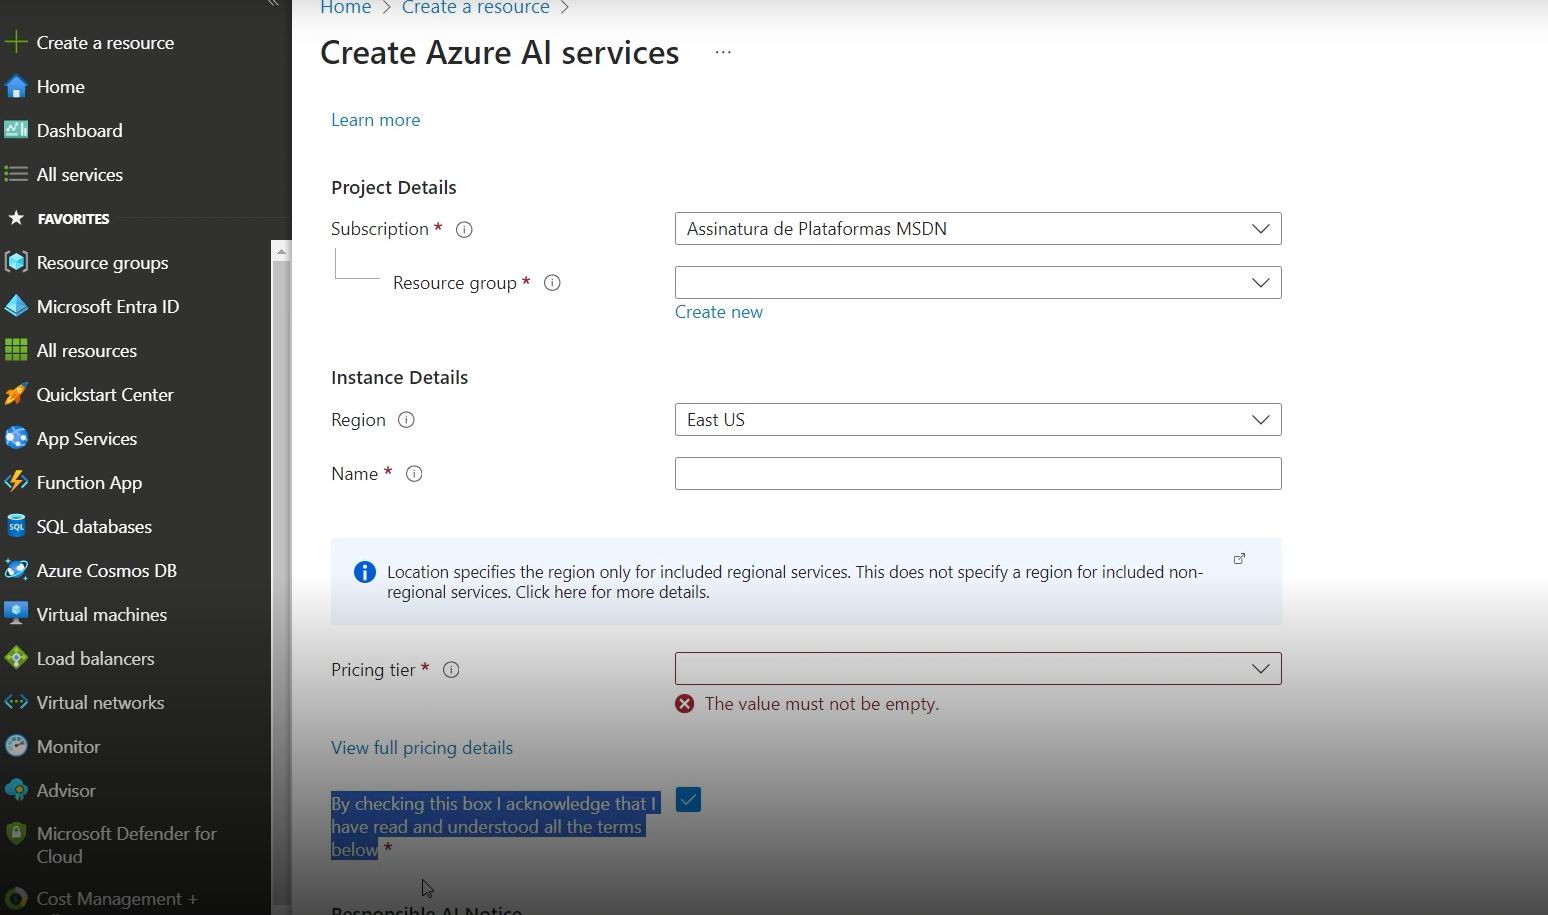 Home > Create a resource >
Create Azure AI services ...
Create a resource
Home
Dashboard
All services
FAVORITES
Resource groups
Microsoft Entra ID
All resources
Quickstart Center
App Services
Function App
SQL databases
Azure Cosmos DB
Virtual machines
Load balancers
Virtual networks
Monitor
Advisor
Microsoft Defender for
Cloud
Cost Management +
Learn more
Project Details
Subscription * Assinatura de Plataformas MSDN
Resource group *
Create new
Instance Details
Region East US
Name *
Location specifies the region only for included regional services. This does not specify a region for included non-
regional services. Click here for more details.
Pricing tier *
The value must not be empty.
View full pricing details
By checking this box I acknowledge that I
have read and understood all the terms
below *
Responsible AI Notice